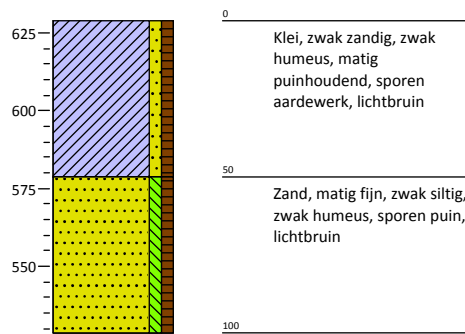 0
625
Klei, zwak zandig, zwak
humeus, matig
puinhoudend, sporen
aardewerk, lichtbruin
600
50
575
Zand, matig fijn, zwak siltig,
zwak humeus, sporen puin,
lichtbruin
550
100